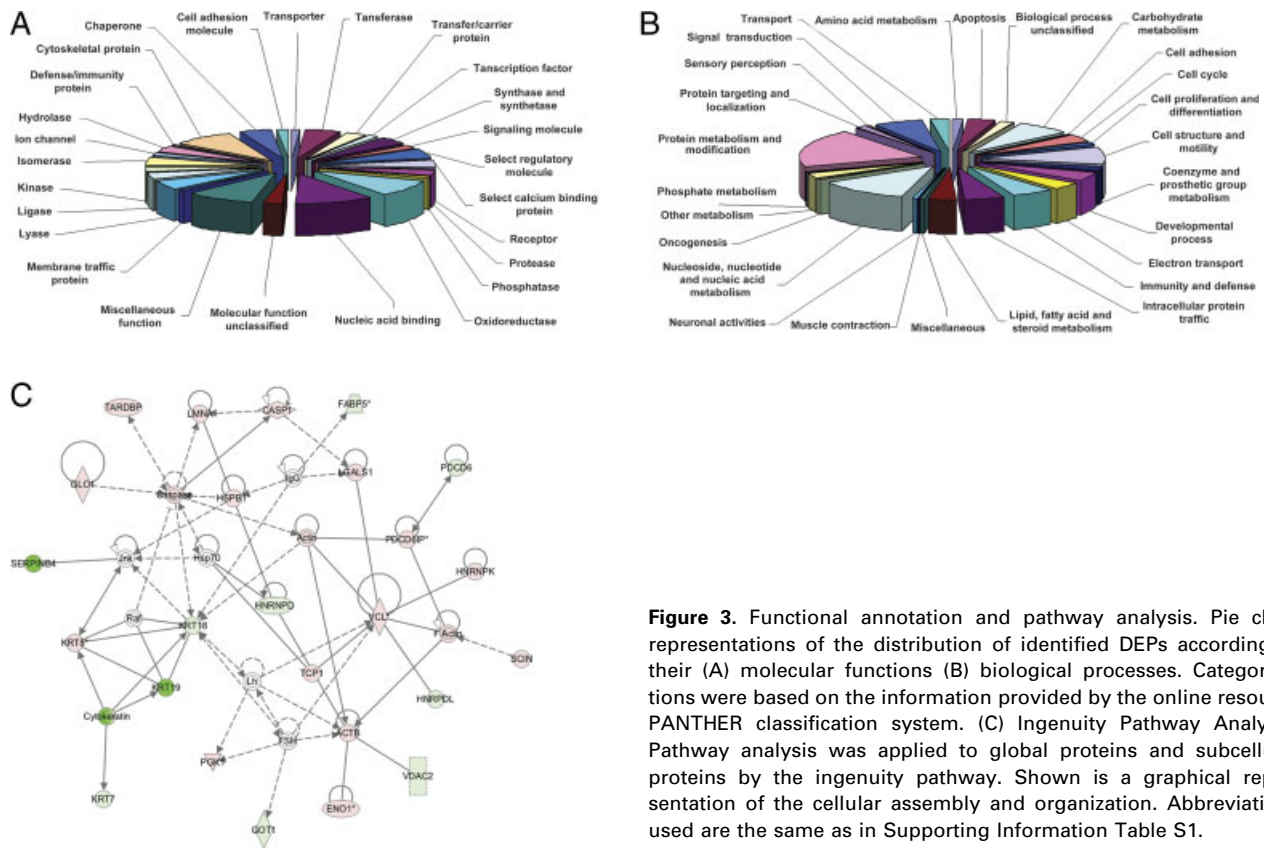 A
Chaperone
Cell adhesion
molecule
Transporter
Tansferase
Transfer/carrier
protein
Cytoskeletal protein
Tanscription factor
Defense/immunity
protein
Synthase and
synthetase
Hydrolase
Signaling molecule
Ion channel
Select regulatory
molecule
Isomerase
Kinase
Select calcium binding
protein
Ligase
Lyase
Receptor
Membrane traffic
protein
Protease
Phosphatase
Miscellaneous
function
Molecular function
unclassified
Nucleic acid binding
Oxidoreductase
B
Transport
Amino acid metabolism
Apoptosis
Biological process
unclassified
Carbohydrate
metabolism
Signal transduction
Cell adhesion
Sensory perception
Cell cycle
Protein targeting and
localization
Cell proliferation and
differentiation
Protein metabolism and
modification
Cell structure and
motility
Coenzyme and
prosthetic group
metabolism
Phosphate metabolism
Other metabolism
Developmental
process
Oncogenesis
Electron transport
Nucleoside, nucleotide
and nucleic acid
metabolism
Immunity and defense
Intracellular protein
traffic
Neuronal activities
Muscle contraction
Miscellaneous
Lipid, fatty acid and
steroid metabolism
C
TARDBP
LMNA*
CASP1
FABP5*
GLO1
Caspase
HSPB1*
IgG
LGALS1
PDCD6
Actin
PDCD6IP*
SERPINB4
Jnk
Hsp70
HNRNPK
HNRNPD
Raf
KRT18
VCL*
F Actin
KRT8*
SCIN
KRT19
Lh
TCP1
HNRPDL
Cytokeratin
FSH
ACTB
PGK1
VDAC2
KRT7
ENO1*
GOT1
Figure 3. Functional annotation and pathway analysis. Pie ch
representations of the distribution of identified DEPs according
their (A) molecular functions (B) biological processes. Categor
tions were based on the information provided by the online resou
PANTHER classification system. (C) Ingenuity Pathway Analy
Pathway analysis was applied to global proteins and subcell
proteins by the ingenuity pathway. Shown is a graphical rep
sentation of the cellular assembly and organization. Abbreviati
used are the same as in Supporting Information Table S1.